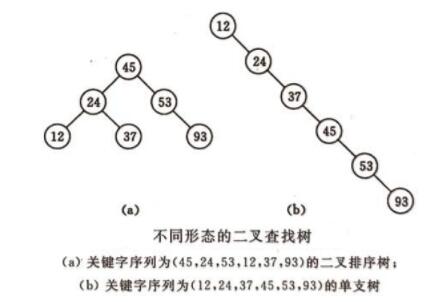 12
45
24
24
53
37
12
37
93
45
53
93
(a)
(b)
不同形态的二叉查找树
(a) 关键字序列为(45,24,53,12,37,93)的二叉排序树;
(b) 关键字序列为(12,24,37,45,53,93)的单支树